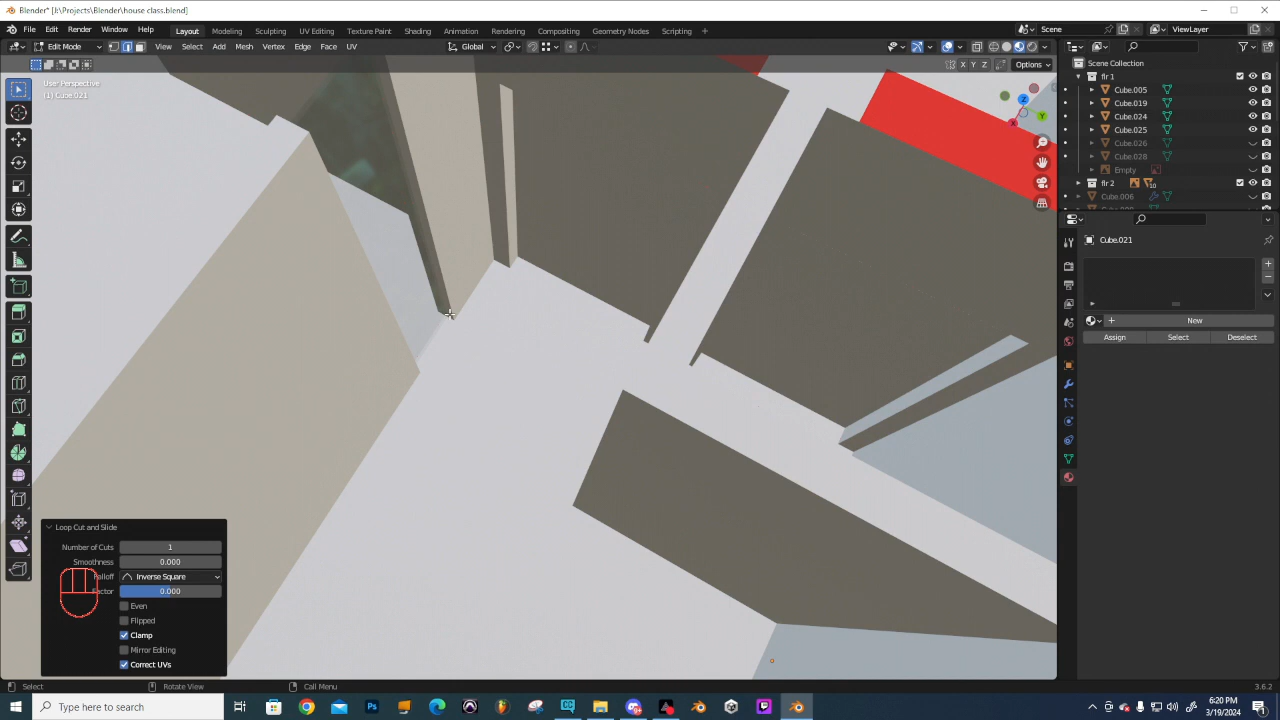 Blender* [J:\Projects\Blender\house class.blend]
File Edit Render Window Help Layout Modeling Sculpting UV Editing Texture Paint Shading Animation Rendering Compositing Geometry Nodes Scripting + Scene ViewLayer
Edit Mode View Select Add Mesh Vertex Edge Face UV Global
X Y Z Options
User Perspective
(1) Cube.021
Scene Collection
flr 1
Cube.005
Cube.019
Cube.024
Cube.025
Cube.026
Cube.028
Empty
flr 2
Cube.006
Cube.021
New
Assign Select Deselect
Loop Cut and Slide
Number of Cuts 1
Smoothness 0.000
Falloff Inverse Square
Factor 0.000
Even
Flipped
Clamp
Mirror Editing
Correct UVs
Select Rotate View Call Menu 3.6.2
Type here to search
6:20 PM
3/19/2024